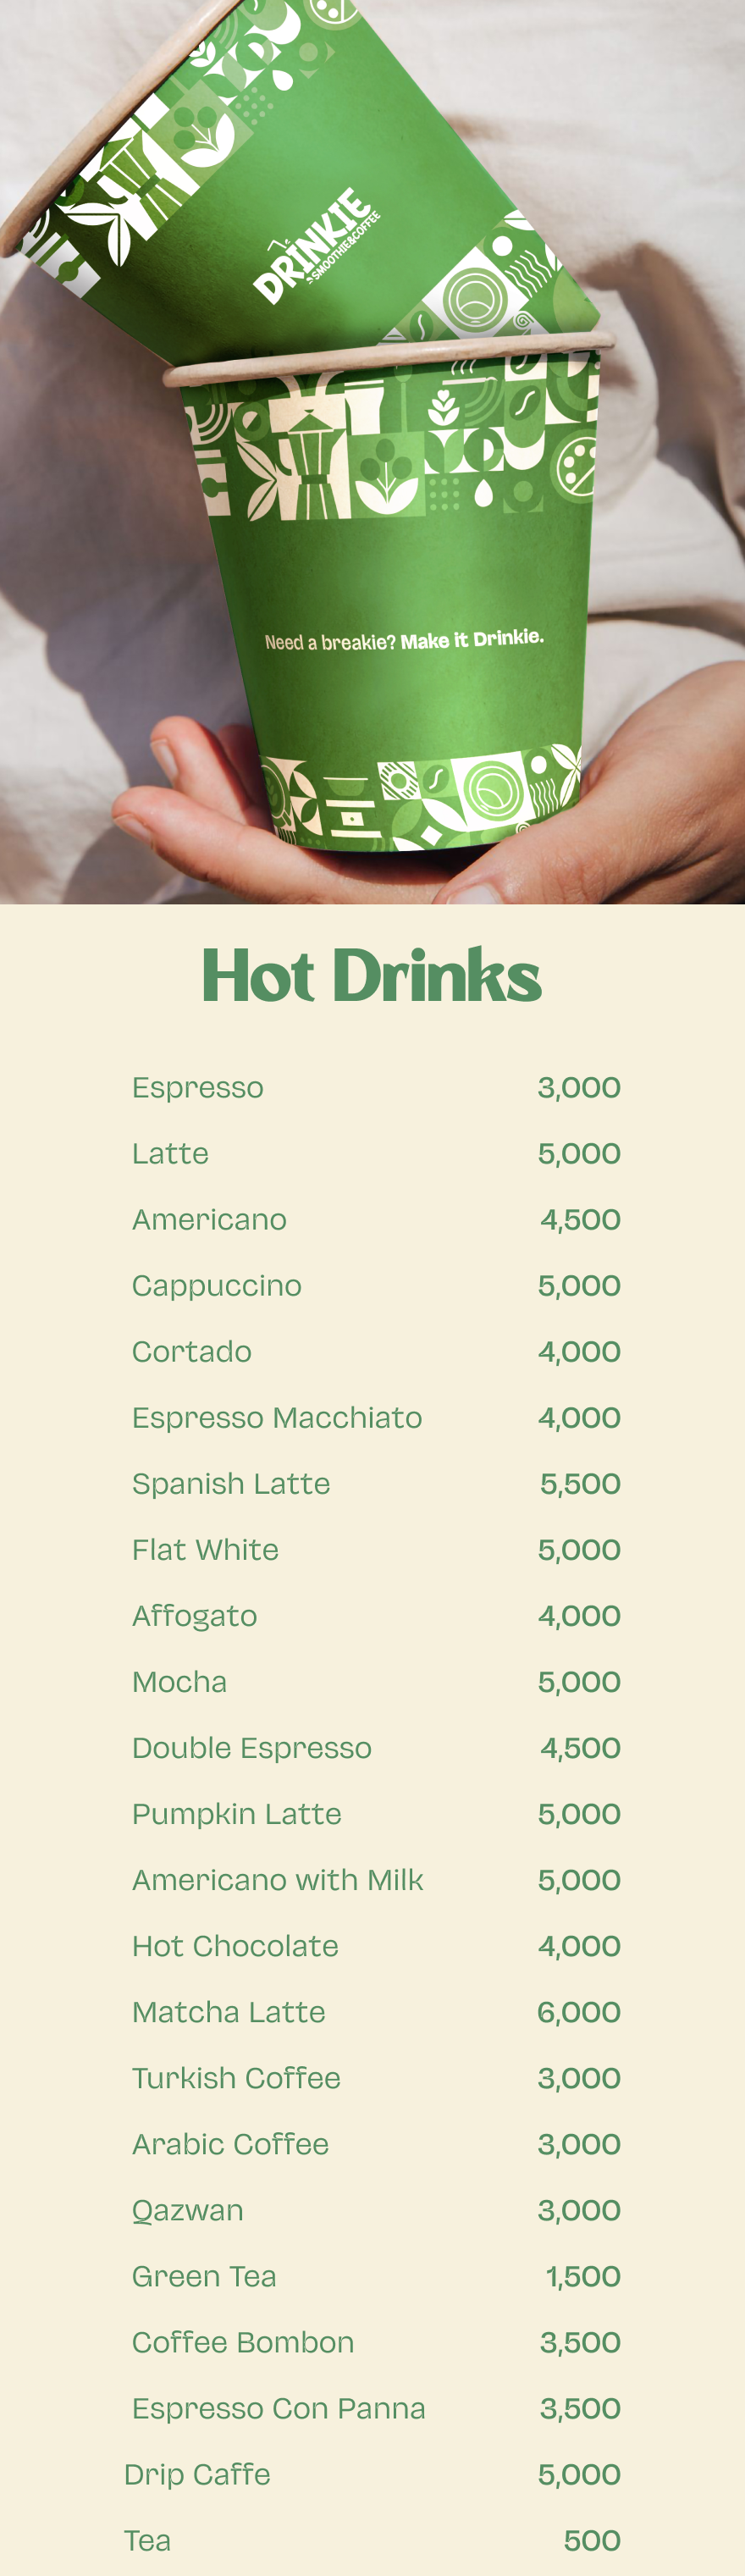 DRINKIE
SMOOTHIE&COFFEE
Need a breakie? Make it Drinkie.
Hot Drinks
Espresso 3,000
Latte 5,000
Americano 4,500
Cappuccino 5,000
Cortado 4,000
Espresso Macchiato 4,000
Spanish Latte 5,500
Flat White 5,000
Affogato 4,000
Mocha 5,000
Double Espresso 4,500
Pumpkin Latte 5,000
Americano with Milk 5,000
Hot Chocolate 4,000
Matcha Latte 6,000
Turkish Coffee 3,000
Arabic Coffee 3,000
Qazwan 3,000
Green Tea 1,500
Coffee Bombon 3,500
Espresso Con Panna 3,500
Drip Caffe 5,000
Tea 500